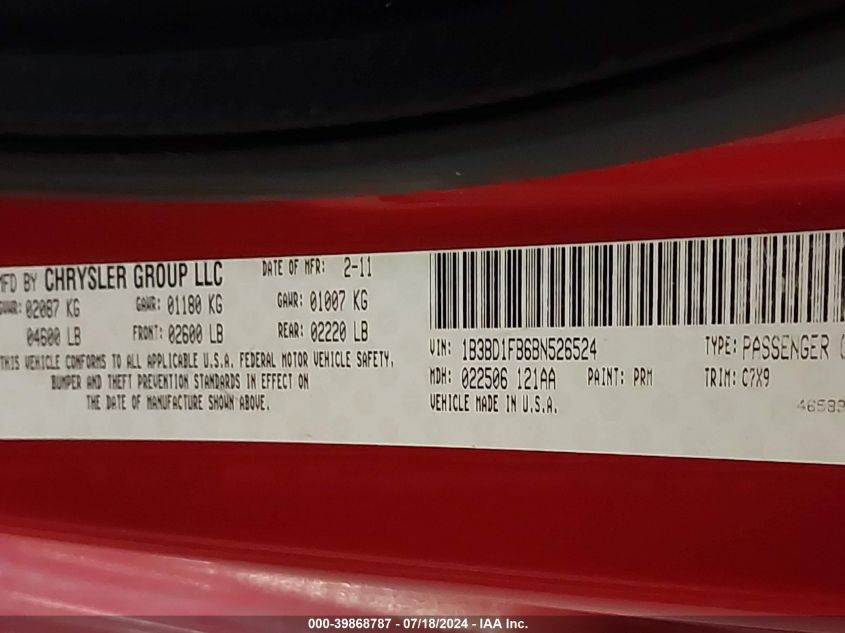 MFD BY CHRYSLER GROUP LLC DATE OF MFR: 2-11
GVWR: 02087 KG GAWR: 01180 KG GAWR: 01007 KG
04600 LB FRONT: 02600 LB REAR: 02220 LB
THIS VEHICLE CONFORMS TO ALL APPLICABLE U.S.A. FEDERAL MOTOR VEHICLE SAFETY,
BUMPER AND THEFT PREVENTION STANDARDS IN EFFECT ON
THE DATE OF MANUFACTURE SHOWN ABOVE.
VIN: 1B3BD1FB6BN526524 TYPE: PASSENGER
MDH: 022506 121AA PAINT: PRM TRIM: C7X9
VEHICLE MADE IN U.S.A.
000-39868787 / 07/18/2024 - IAA Inc.